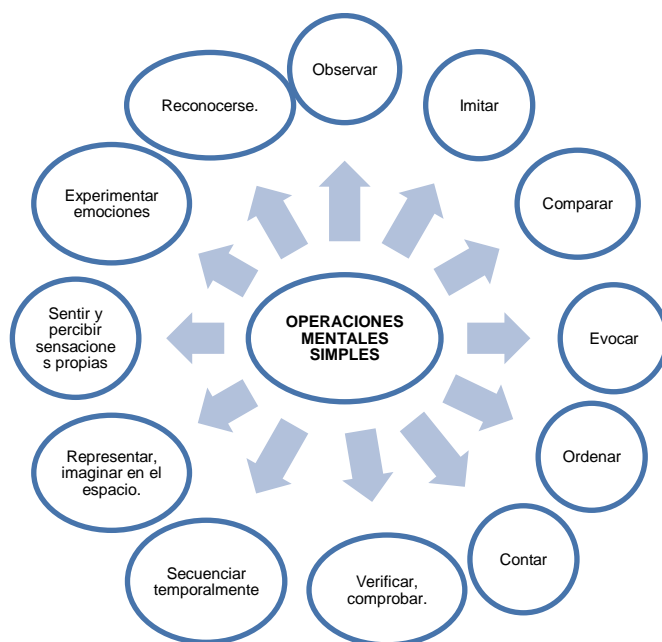 OPERACIONES
MENTALES
SIMPLES
Observar
Imitar
Comparar
Evocar
Ordenar
Contar
Verificar,
comprobar.
Secuenciar
temporalmente
Representar,
imaginar en el
espacio.
Sentir y
percibir
sensacione
s propias
Experimentar
emociones
Reconocerse.